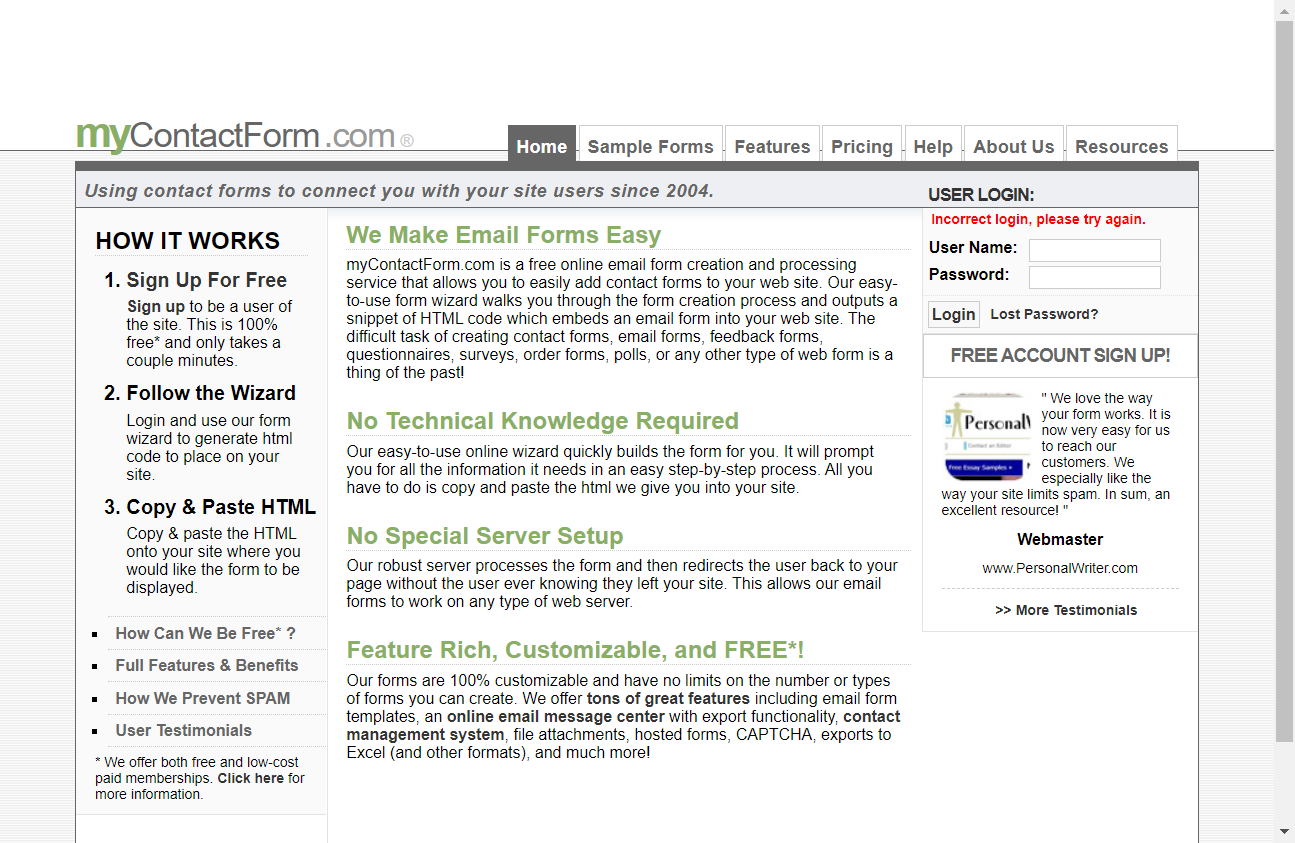 myContactForm.com ®
Home
Sample Forms
Features
Pricing
Help
About Us
Resources
Using contact forms to connect you with your site users since 2004.
USER LOGIN:
Incorrect login, please try again.
User Name:
Password:
Login
Lost Password?
FREE ACCOUNT SIGN UP!
HOW IT WORKS
1. Sign Up For Free
Sign up to be a user of
the site. This is 100%
free* and only takes a
couple minutes.
2. Follow the Wizard
Login and use our form
wizard to generate html
code to place on your
site.
3. Copy & Paste HTML
Copy & paste the HTML
onto your site where you
would like the form to be
displayed.
How Can We Be Free* ?
Full Features & Benefits
How We Prevent SPAM
User Testimonials
* We offer both free and low-cost
paid memberships. Click here for
more information.
We Make Email Forms Easy
myContactForm.com is a free online email form creation and processing
service that allows you to easily add contact forms to your web site. Our easy-
to-use form wizard walks you through the form creation process and outputs a
snippet of HTML code which embeds an email form into your web site. The
difficult task of creating contact forms, email forms, feedback forms,
questionnaires, surveys, order forms, polls, or any other type of web form is a
thing of the past!
No Technical Knowledge Required
Our easy-to-use online wizard quickly builds the form for you. It will prompt
you for all the information it needs in an easy step-by-step process. All you
have to do is copy and paste the html we give you into your site.
No Special Server Setup
Our robust server processes the form and then redirects the user back to your
page without the user ever knowing they left your site. This allows our email
forms to work on any type of web server.
Feature Rich, Customizable, and FREE*!
Our forms are 100% customizable and have no limits on the number or types
of forms you can create. We offer tons of great features including email form
templates, an online email message center with export functionality, contact
management system, file attachments, hosted forms, CAPTCHA, exports to
Excel (and other formats), and much more!
Personal
Contact an Editor
Free Essay Samples »
" We love the way
your form works. It is
now very easy for us
to reach our
customers. We
especially like the
way your site limits spam. In sum, an
excellent resource! "
Webmaster
www.PersonalWriter.com
>> More Testimonials